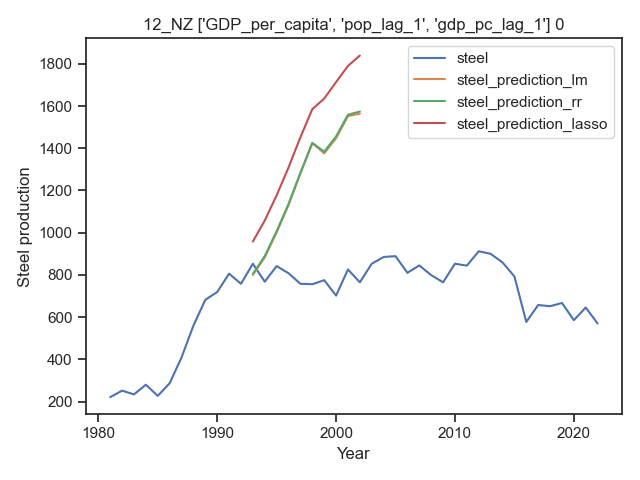 12_NZ ['GDP_per_capita', 'pop_lag_1', 'gdp_pc_lag_1'] 0
steel
steel_prediction_lm
steel_prediction_rr
steel_prediction_lasso
Steel production
1800
1600
1400
1200
1000
800
600
400
200
1980
1990
2000
2010
2020
Year